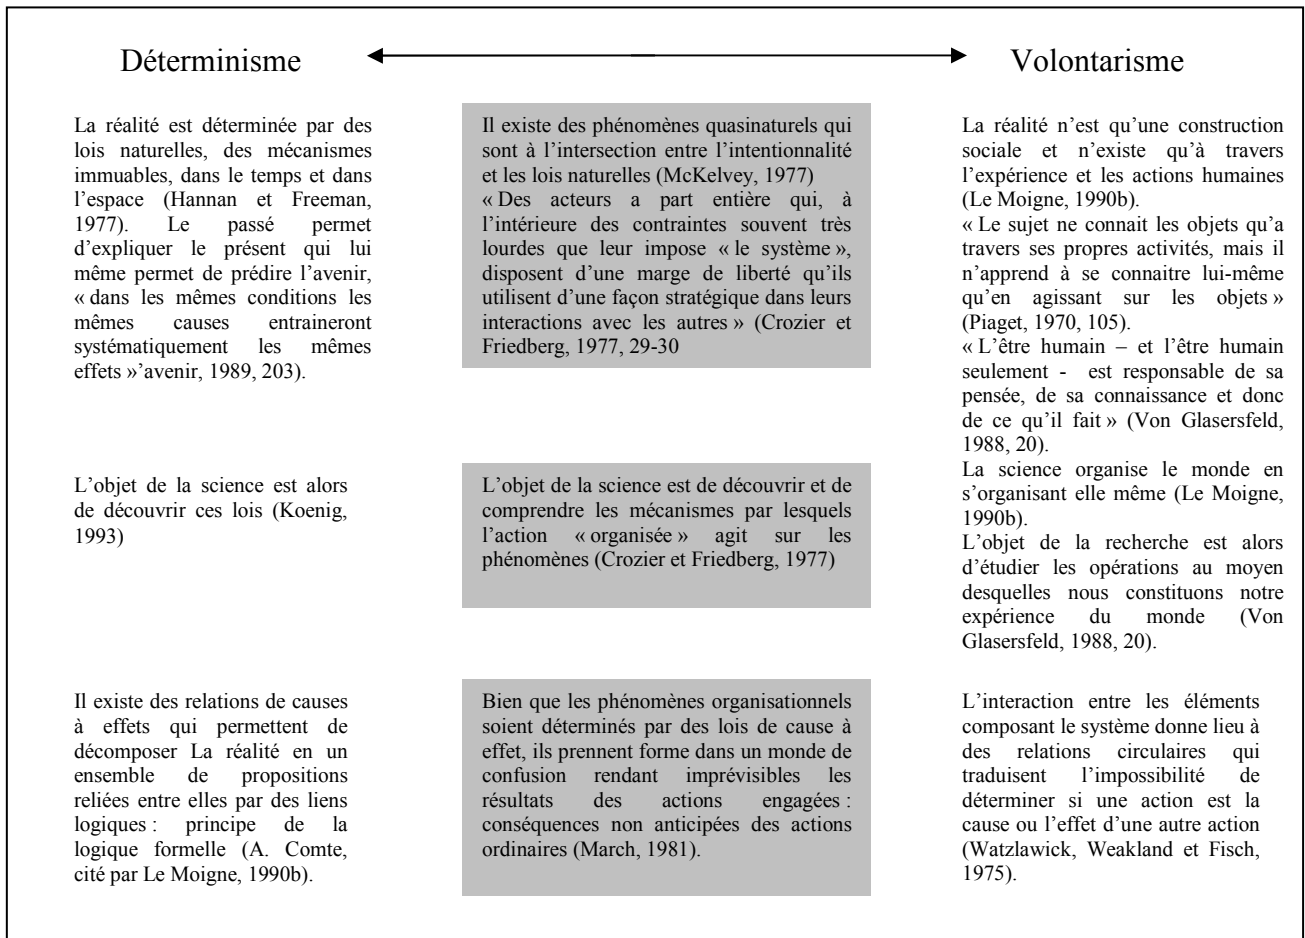 Déterminisme
Volontarisme
La réalité est déterminée par des
lois naturelles, des mécanismes
immuables, dans le temps et dans
l’espace (Hannan et Freeman,
1977). Le passé permet
d’expliquer le présent qui lui
même permet de prédire l’avenir,
« dans les mêmes conditions les
mêmes causes entraineront
systématiquement les mêmes
effets »’avenir, 1989, 203).
Il existe des phénomènes quasinaturels qui
sont à l’intersection entre l’intentionnalité
et les lois naturelles (McKelvey, 1977)
« Des acteurs a part entière qui, à
l’intérieure des contraintes souvent très
lourdes que leur impose « le système »,
disposent d’une marge de liberté qu’ils
utilisent d’une façon stratégique dans leurs
interactions avec les autres » (Crozier et
Friedberg, 1977, 29-30
La réalité n’est qu’une construction
sociale et n’existe qu’à travers
l’expérience et les actions humaines
(Le Moigne, 1990b).
« Le sujet ne connait les objets qu’a
travers ses propres activités, mais il
n’apprend à se connaitre lui-même
qu’en agissant sur les objets »
(Piaget, 1970, 105).
« L’être humain – et l’être humain
seulement - est responsable de sa
pensée, de sa connaissance et donc
de ce qu’il fait » (Von Glasersfeld,
1988, 20).
La science organise le monde en
s’organisant elle même (Le Moigne,
1990b).
L’objet de la recherche est alors
d’étudier les opérations au moyen
desquelles nous constituons notre
expérience du monde (Von
Glasersfeld, 1988, 20).
L’objet de la science est alors
de découvrir ces lois (Koenig,
1993)
L’objet de la science est de découvrir et de
comprendre les mécanismes par lesquels
l’action « organisée » agit sur les
phénomènes (Crozier et Friedberg, 1977)
Il existe des relations de causes
à effets qui permettent de
décomposer La réalité en un
ensemble de propositions
reliées entre elles par des liens
logiques : principe de la
logique formelle (A. Comte,
cité par Le Moigne, 1990b).
Bien que les phénomènes organisationnels
soient déterminés par des lois de cause à
effet, ils prennent forme dans un monde de
confusion rendant imprévisibles les
résultats des actions engagées :
conséquences non anticipées des actions
ordinaires (March, 1981).
L’interaction entre les éléments
composant le système donne lieu à
des relations circulaires qui
traduisent l’impossibilité de
déterminer si une action est la
cause ou l’effet d’une autre action
(Watzlawick, Weakland et Fisch,
1975).